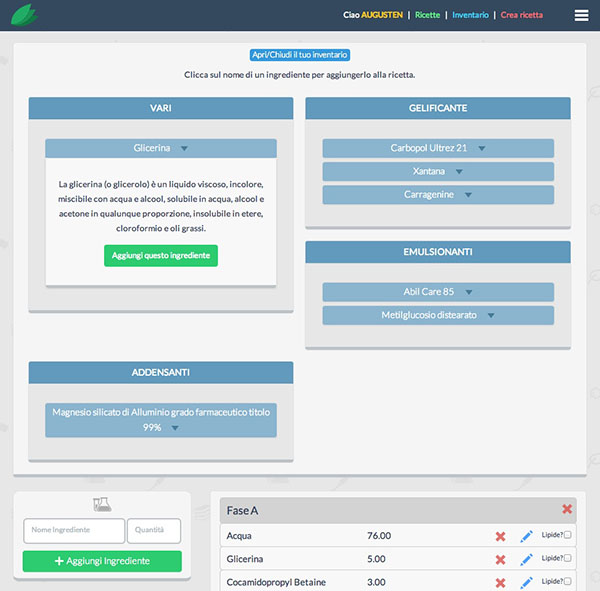 Ciao AUGUSTEN | Ricette | Inventario | Crea ricetta
Apri/Chiudi il tuo inventario
Clicca sul nome di un ingrediente per aggiungerlo alla ricetta.
VARI
Glicerina
La glicerina (o glicerolo) è un liquido viscoso, incolore,
miscibile con acqua e alcool, solubile in acqua, alcool e
acetone in qualunque proporzione, insolubile in etere,
cloroformio e oli grassi.
Aggiungi questo ingrediente
GELIFICANTE
Carbopol Ultrez 21
Xantana
Carragenine
EMULSIONANTI
Abil Care 85
Metilglucosio distearato
ADDENSANTI
Magnesio silicato di Alluminio grado farmaceutico titolo
99%
Nome Ingrediente
Quantità
+ Aggiungi Ingrediente
Fase A
Acqua 76.00 Lipide?
Glicerina 5.00 Lipide?
Cocamidopropyl Betaine 3.00 Lipide?